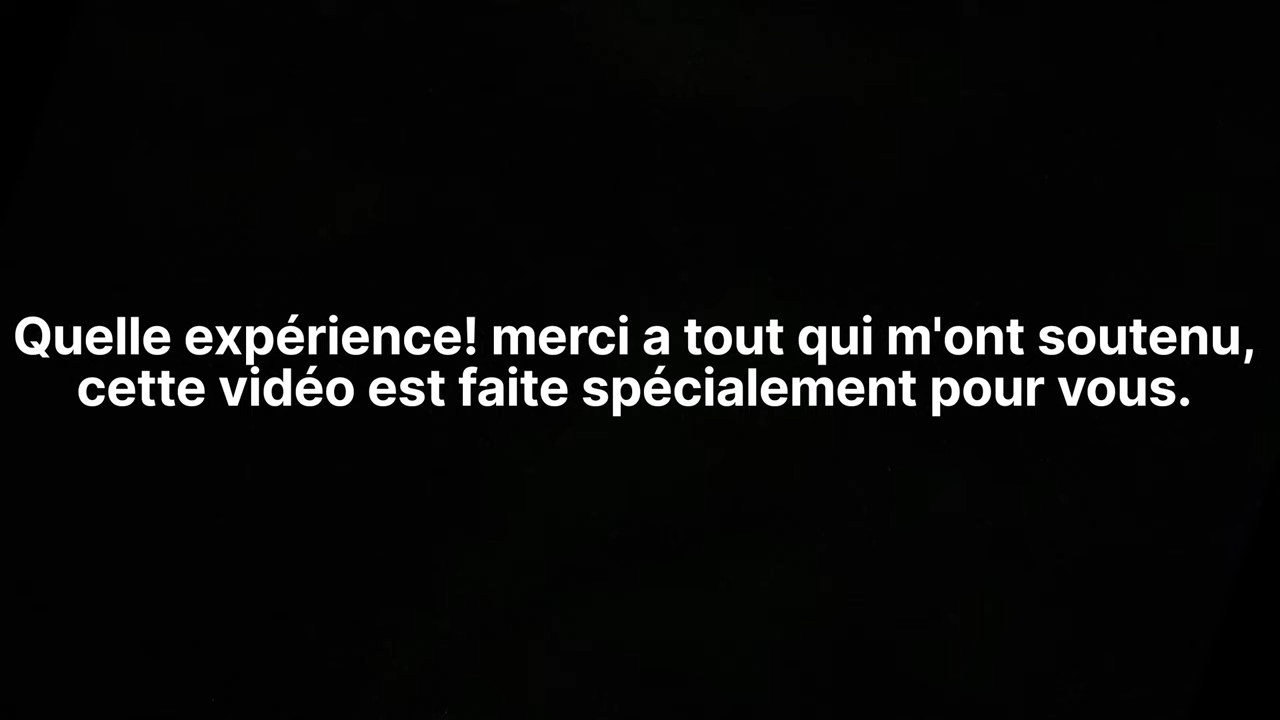 Quelle expérience! merci a tout qui m'ont soutenu,
cette vidéo est faite spécialement pour vous.